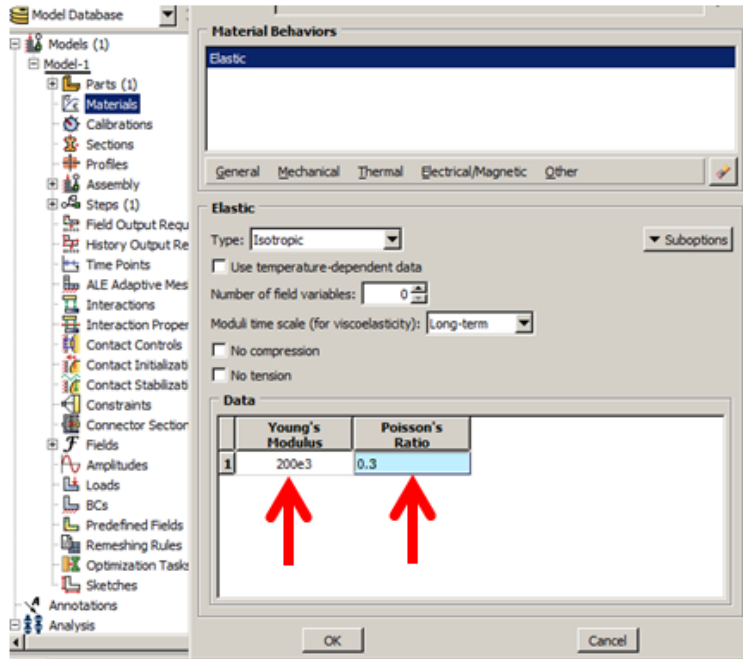 Model Database
Models (1)
Model-1
Parts (1)
Materials
Calibrations
Sections
Profiles
Assembly
Steps (1)
Field Output Requ
History Output Re
Time Points
ALE Adaptive Mes
Interactions
Interaction Proper
Contact Controls
Contact Initializati
Contact Stabilizati
Constraints
Connector Section
Fields
Amplitudes
Loads
BCs
Predefined Fields
Remeshing Rules
Optimization Tasks
Sketches
Annotations
Analysis
Material Behaviors
Elastic
General Mechanical Thermal Electrical/Magnetic Other
Elastic
Type: Isotropic
Suboptions
Use temperature-dependent data
Number of field variables: 0
Moduli time scale (for viscoelasticity): Long-term
No compression
No tension
Data
Young's Poisson's
Modulus Ratio
1 200e3 0.3
OK Cancel